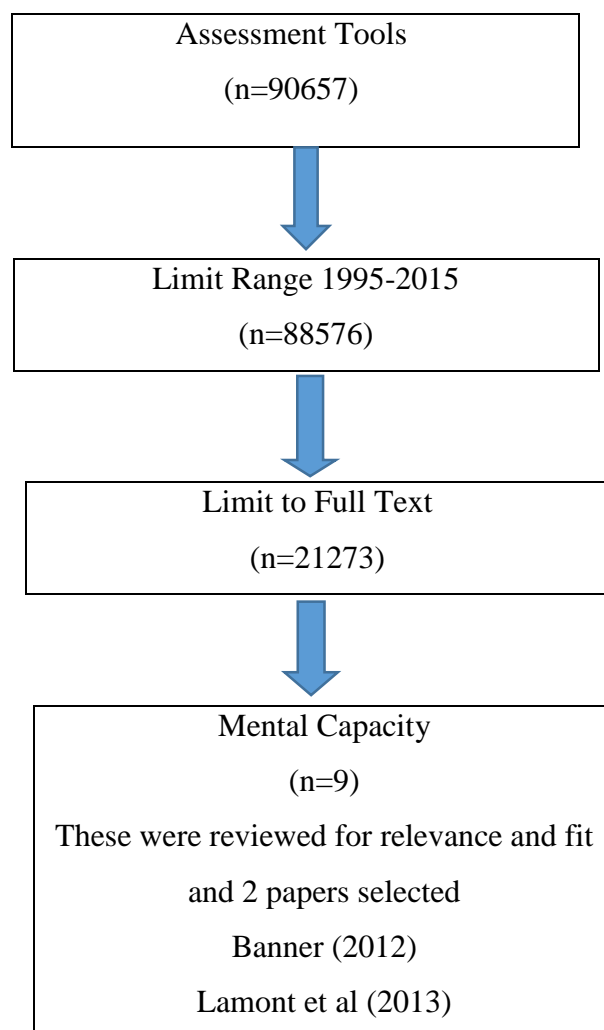 Assessment Tools
(n=90657)
Limit Range 1995-2015
(n=88576)
Limit to Full Text
(n=21273)
Mental Capacity
(n=9)
These were reviewed for relevance and fit
and 2 papers selected
Banner (2012)
Lamont et al (2013)